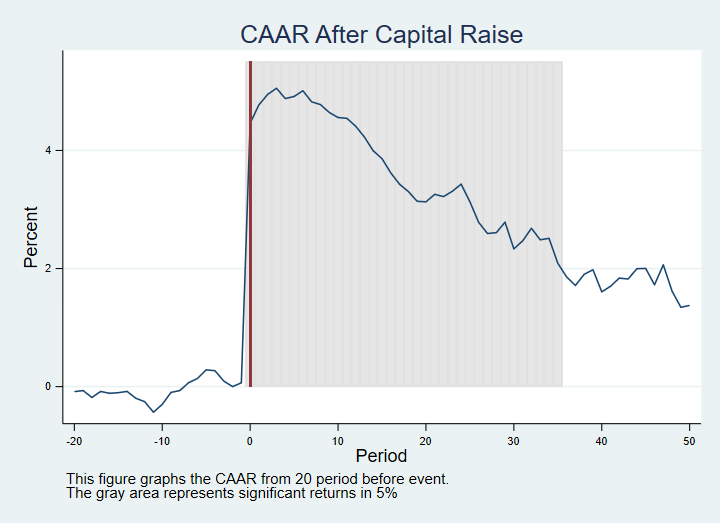 CAAR After Capital Raise
Percent
4
2
0
-20 -10 0 10 20 30 40 50
Period
This figure graphs the CAAR from 20 period before event.
The gray area represents significant returns in 5%